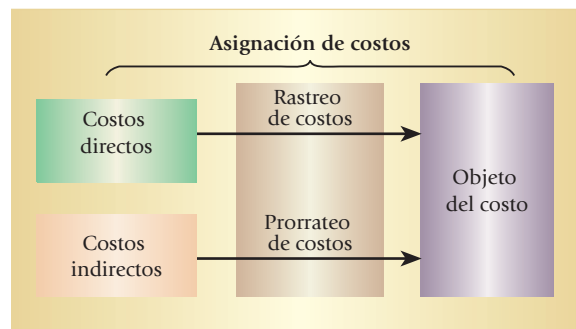 Asignación de costos
Costos
directos
Rastreo
de costos
Objeto
del costo
Costos
indirectos
Prorrateo
de costos